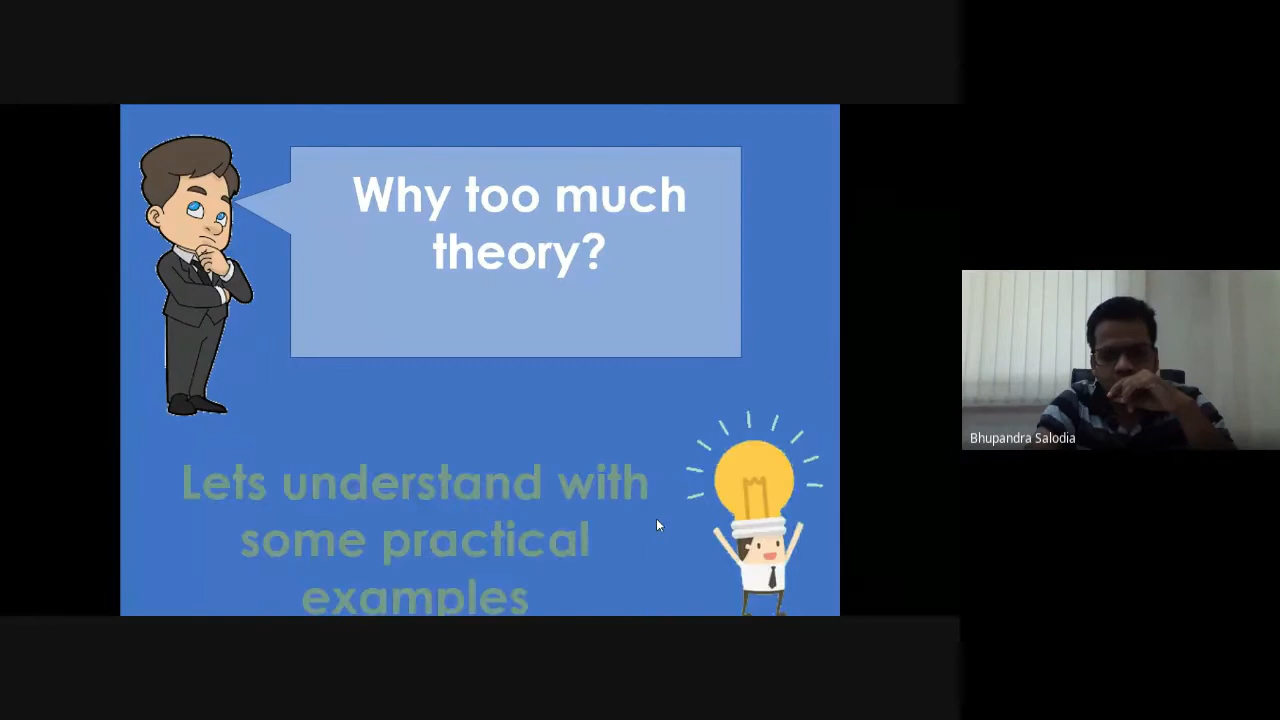 Why too much
theory?
Lets understand with
some practical
examples
Bhupandra Salodia